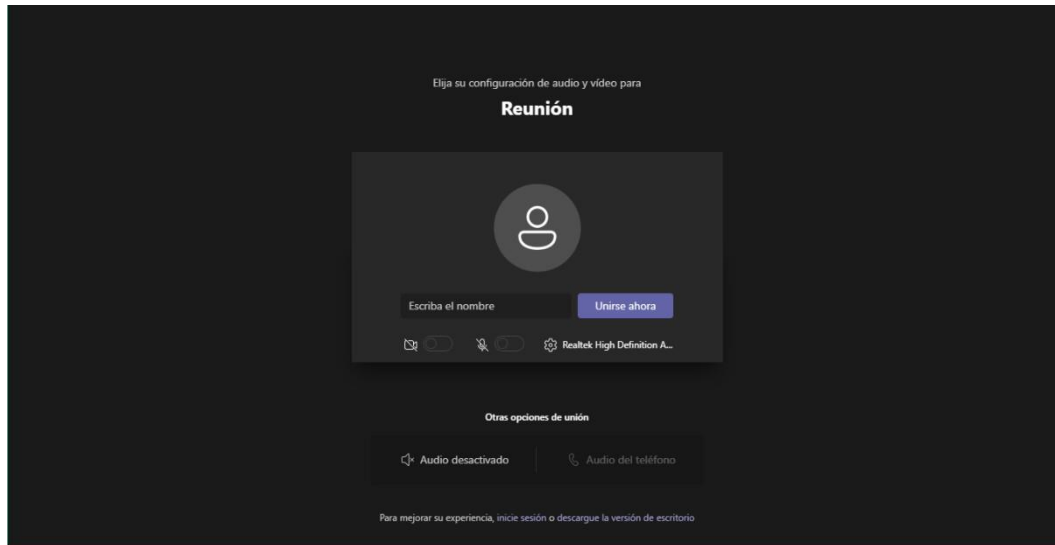 Elija su configuración de audio y vídeo para
Reunión
Escriba el nombre
Unirse ahora
Realtek High Definition A...
Otras opciones de unión
Audio desactivado
Audio del teléfono
Para mejorar su experiencia, inicie sesión o descargue la versión de escritorio